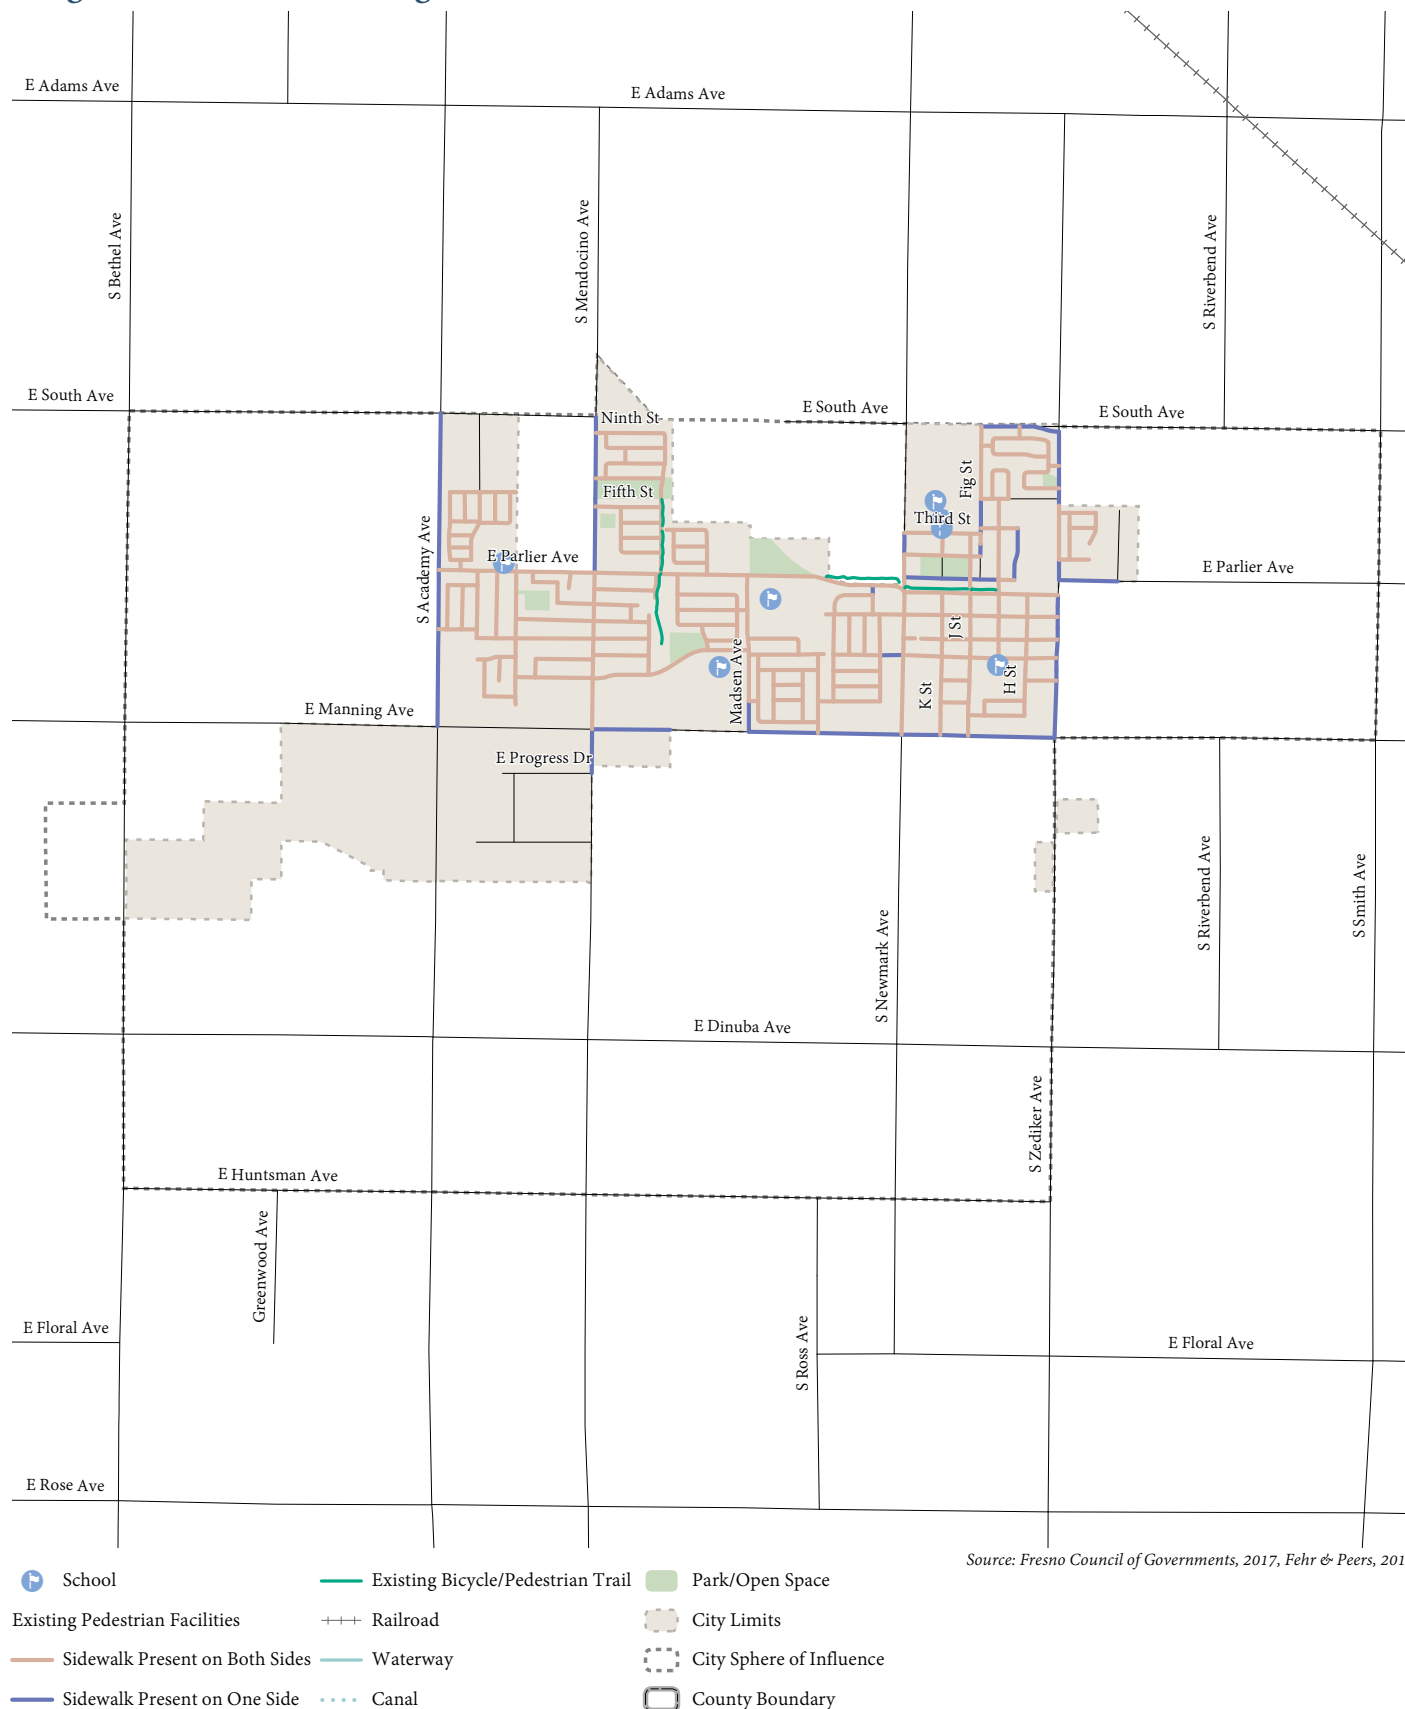 E Adams Ave
E Adams Ave
S Bethel Ave
S Mendocino Ave
S Riverbend Ave
E South Ave
E South Ave
E South Ave
Ninth St
Fifth St
Fig St
Third St
S Academy Ave
E Parlier Ave
E Parlier Ave
J St
H St
K St
Madsen Ave
E Manning Ave
E Progress Dr
S Newmark Ave
S Riverbend Ave
S Smith Ave
E Dinuba Ave
S Zediker Ave
E Huntsman Ave
Greenwood Ave
E Floral Ave
S Ross Ave
E Floral Ave
E Rose Ave
Source: Fresno Council of Governments, 2017, Fehr & Peers, 201
School
Existing Pedestrian Facilities
Sidewalk Present on Both Sides
Sidewalk Present on One Side
Existing Bicycle/Pedestrian Trail
Railroad
Waterway
Canal
Park/Open Space
City Limits
City Sphere of Influence
County Boundary